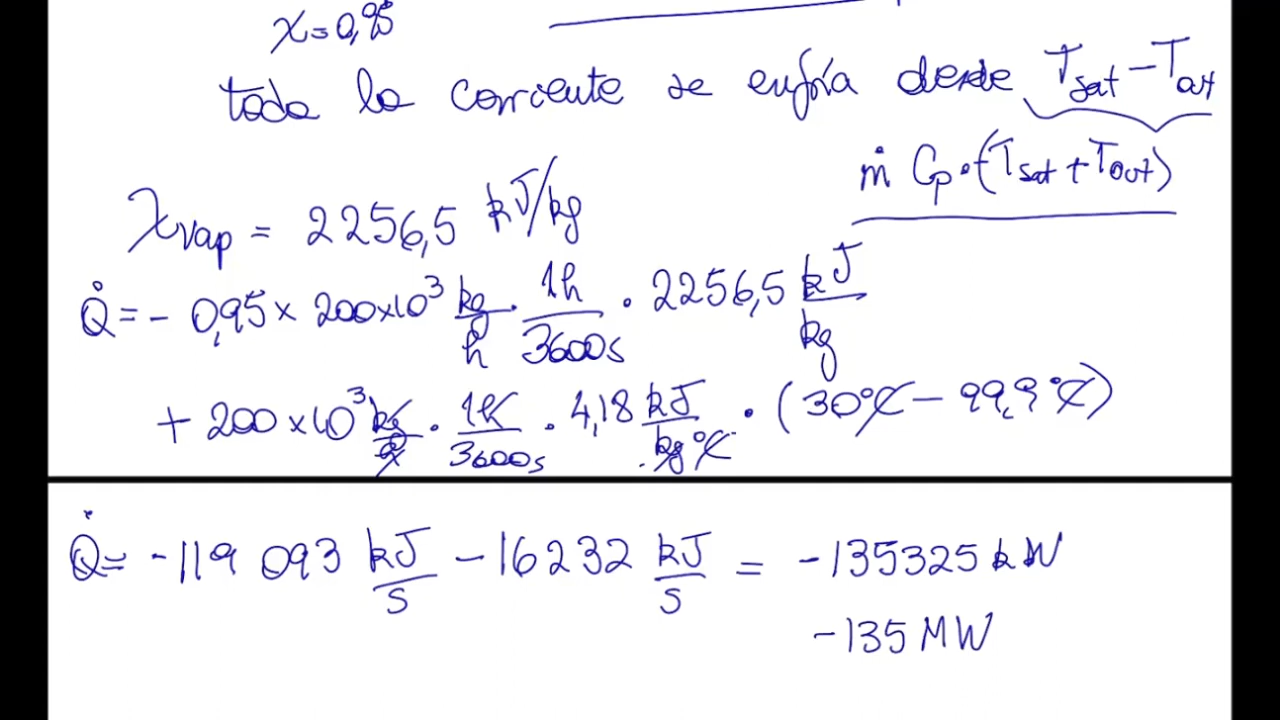 x=0,95
toda la corriente se enfría desde Tsat - Tout
ṁ Cp·(-Tsat + Tout)
λvap = 2256,5 kJ/kg
Q̇ = - 0,95 × 200×10³ kg/h · 1h/3600s · 2256,5 kJ/kg
+ 200 × 10³ kg/h · 1h/3600s · 4,18 kJ/kg°C · (30°C - 99,9°C)
Q̇ = -119 093 kJ/s - 16232 kJ/s = -135325 kW
-135 MW